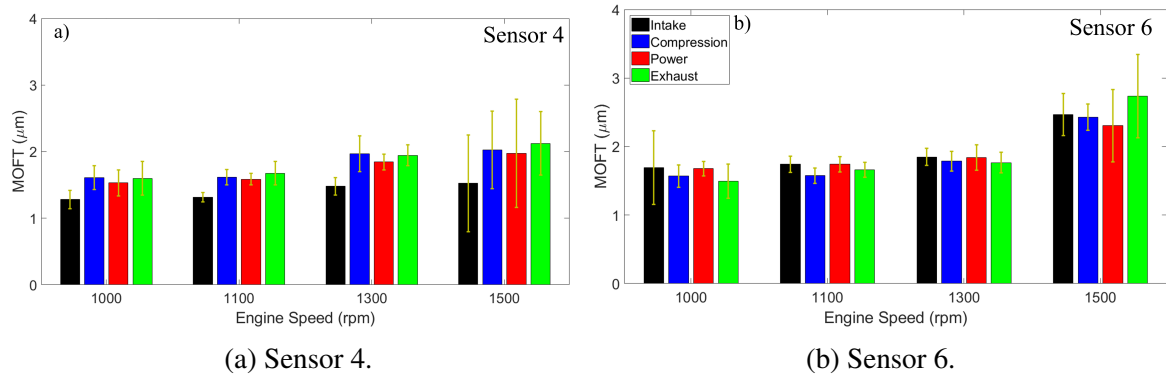 a)
Sensor 4
4
3
2
1
0
MOFT (μm)
1000 1100 1300 1500
Engine Speed (rpm)
(a) Sensor 4.
b)
Sensor 6
Intake
Compression
Power
Exhaust
4
3
2
1
0
MOFT (μm)
1000 1100 1300 1500
Engine Speed (rpm)
(b) Sensor 6.